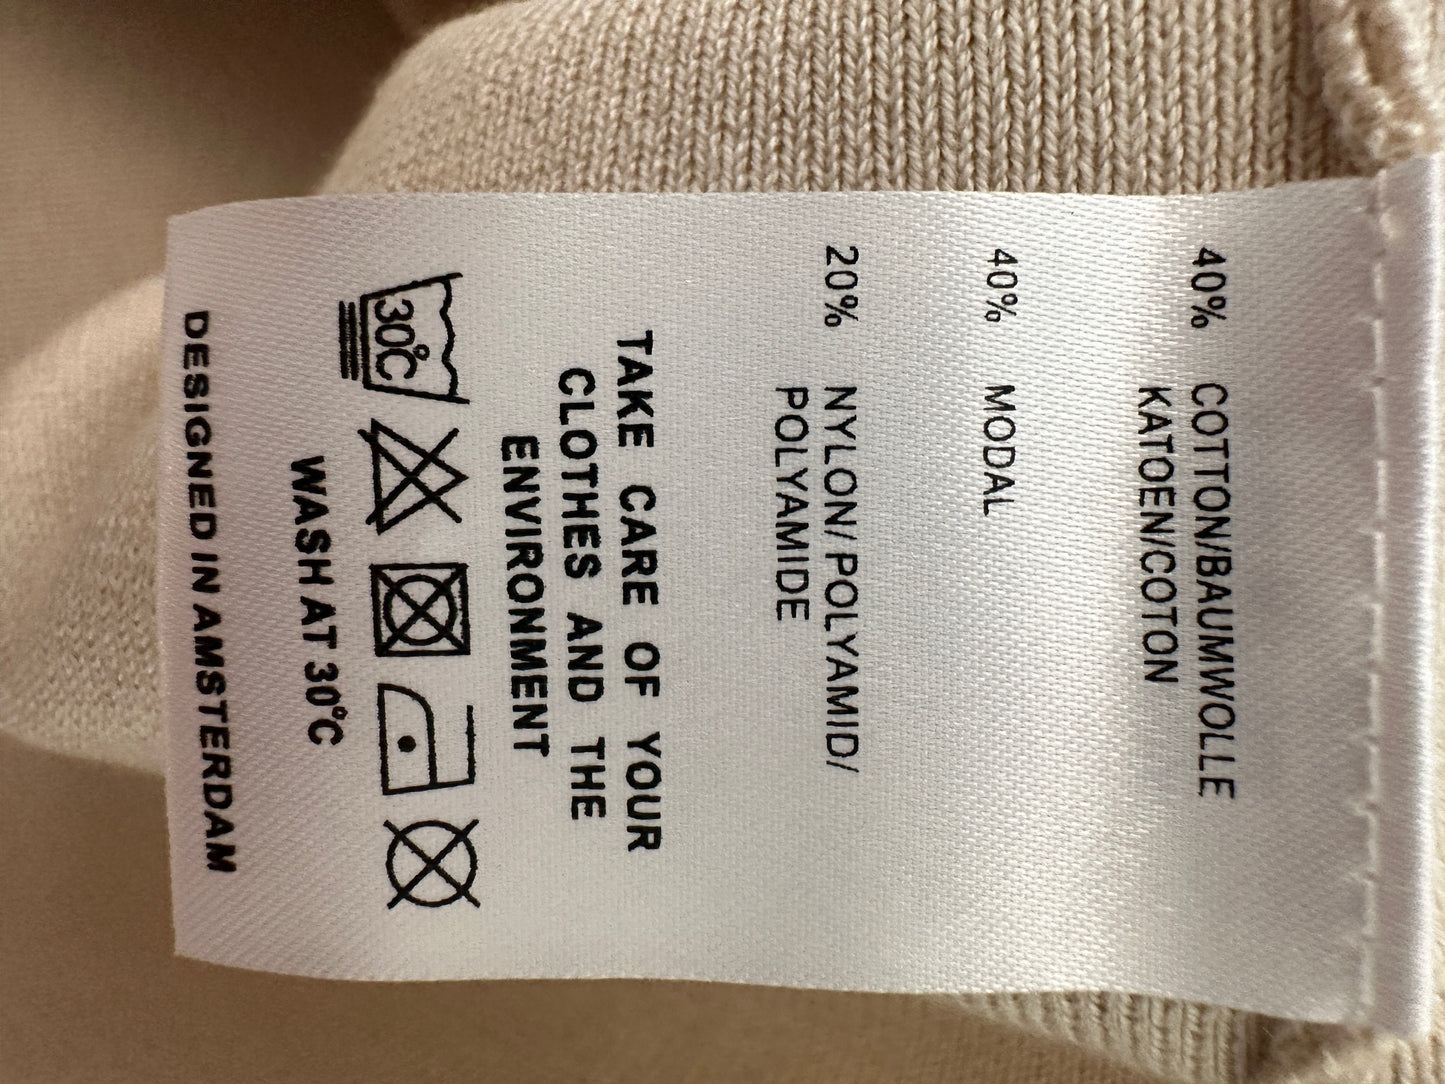 40% COTTON/BAUMWOLLE
KATOEN/COTON
40% MODAL
20% NYLON/POLYAMID/
POLYAMIDE
TAKE CARE OF YOUR
CLOTHES AND THE
ENVIRONMENT
30°C
WASH AT 30°C
DESIGNED IN AMSTERDAM